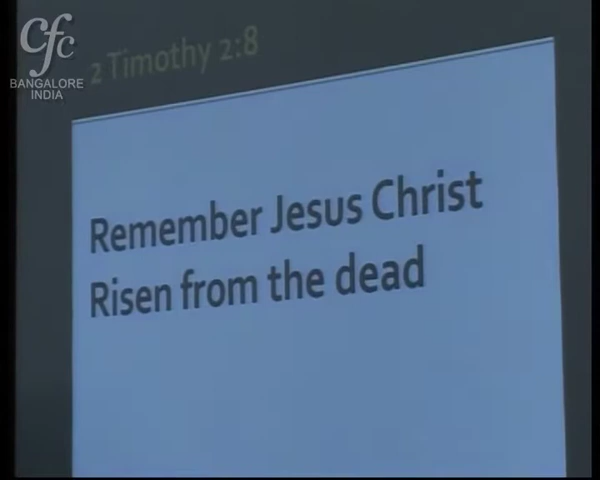 cfc
BANGALORE
INDIA
2 Timothy 2:8
Remember Jesus Christ
Risen from the dead